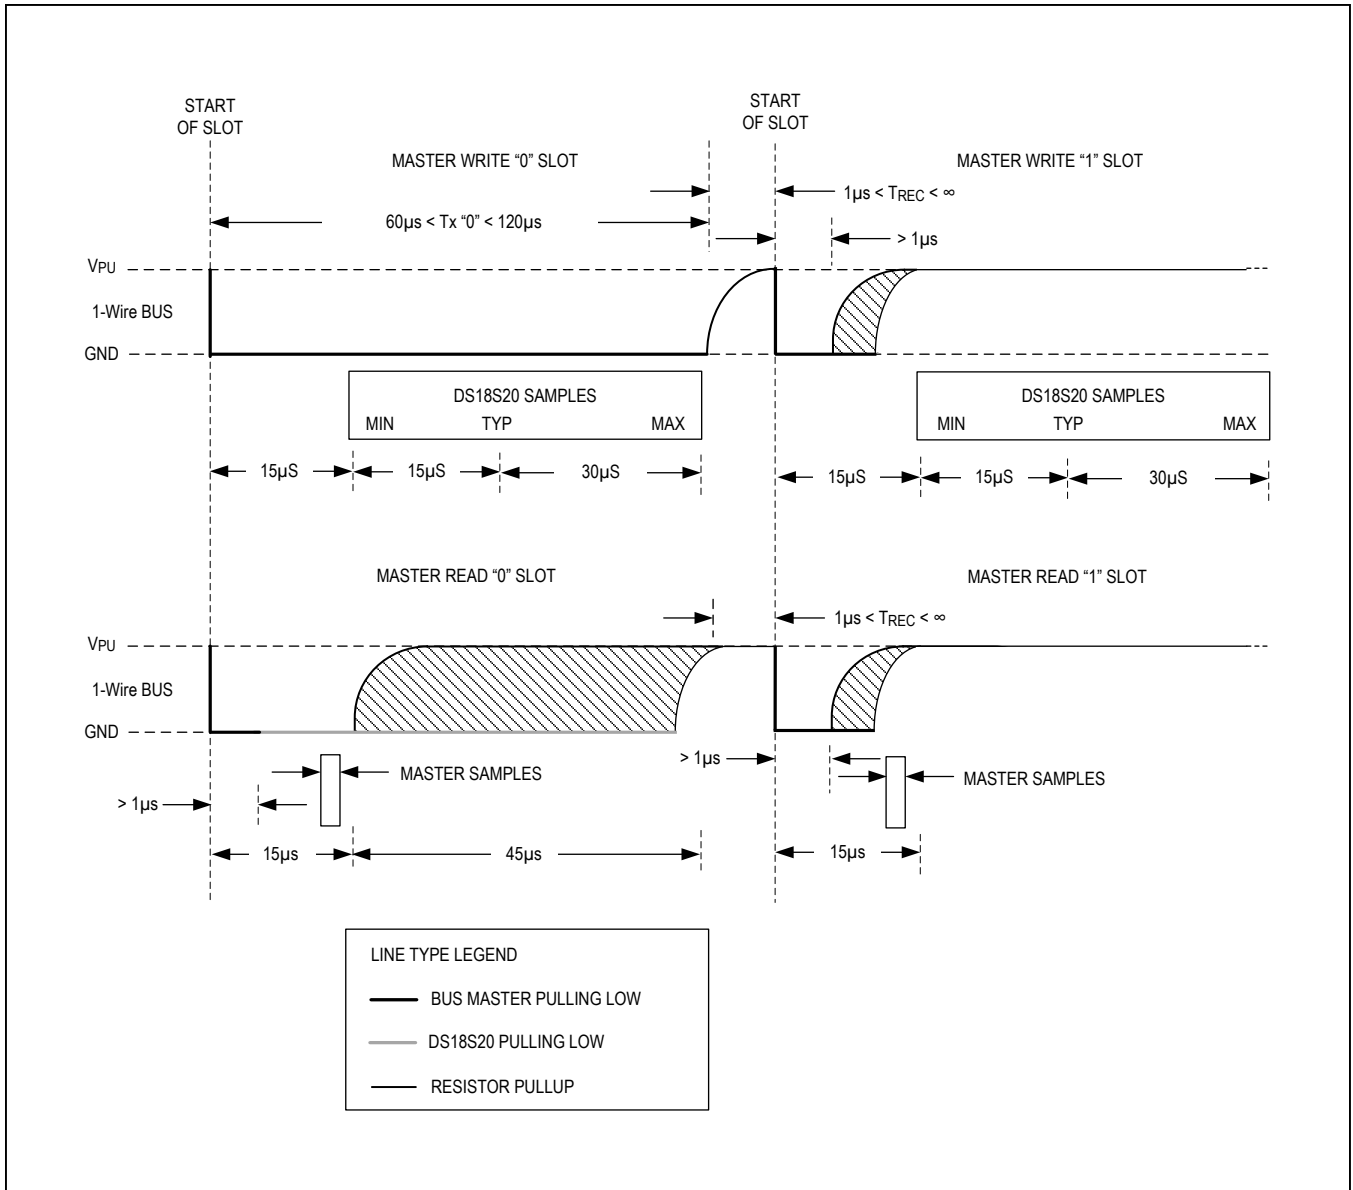 START
OF SLOT
START
OF SLOT
MASTER WRITE “0” SLOT
MASTER WRITE “1” SLOT
1µs < TREC < ∞
60µs < Tx “0” < 120µs
> 1µs
VPU
1-Wire BUS
GND
DS18S20 SAMPLES
MIN TYP MAX
DS18S20 SAMPLES
MIN TYP MAX
15µS 15µS 30µS 15µS 15µS 30µS
MASTER READ “0” SLOT
MASTER READ “1” SLOT
1µs < TREC < ∞
VPU
1-Wire BUS
GND
> 1µs
MASTER SAMPLES
MASTER SAMPLES
> 1µs
15µs 45µs 15µs
LINE TYPE LEGEND
BUS MASTER PULLING LOW
DS18S20 PULLING LOW
RESISTOR PULLUP